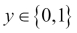 y ∈ {0,1}